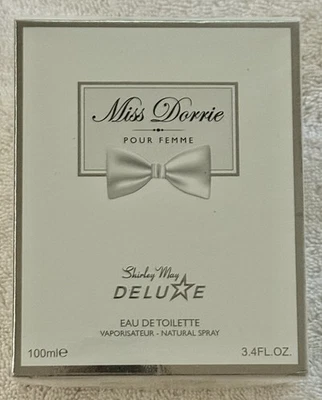 Miss Dorrie
POUR FEMME
Shirley May
DELUXE
EAU DE TOILETTE
VAPORISATEUR - NATURAL SPRAY
100ml℮ 3.4FL.OZ.